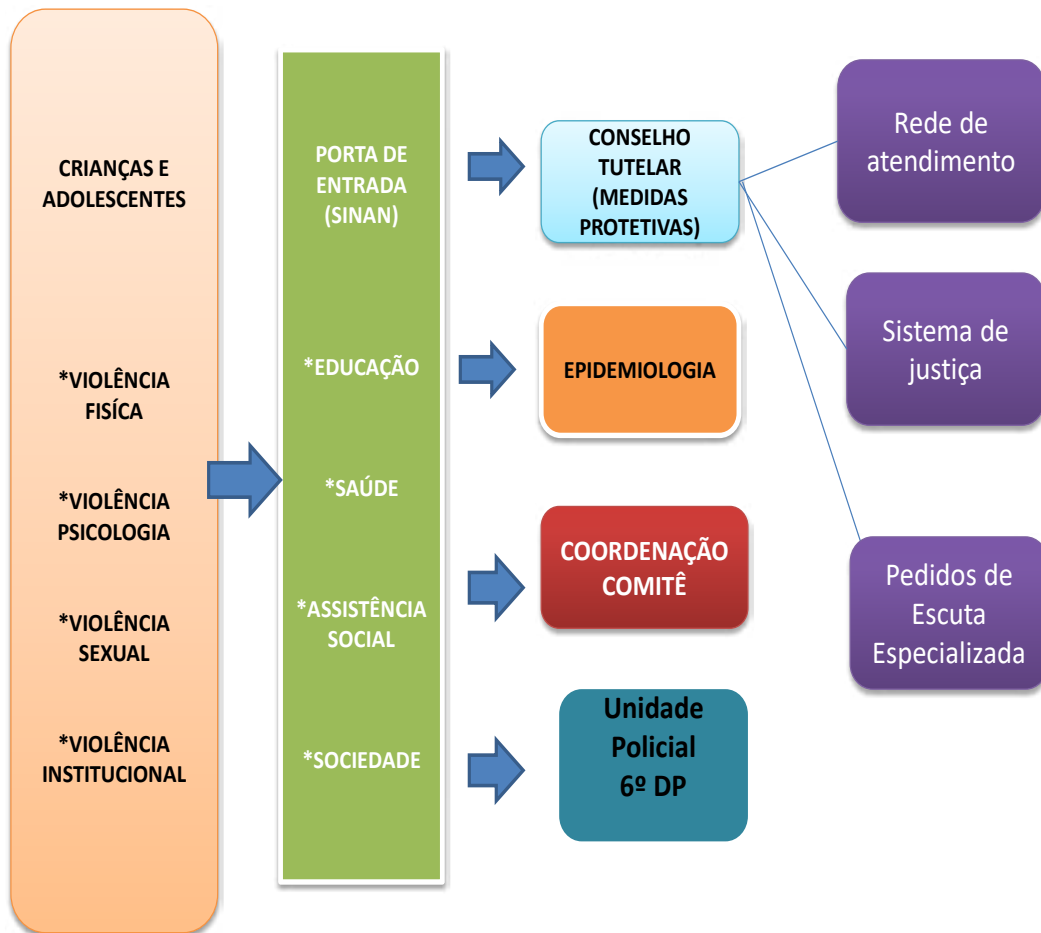 CRIANÇAS E
ADOLESCENTES
*VIOLÊNCIA
FISÍCA
*VIOLÊNCIA
PSICOLOGIA
*VIOLÊNCIA
SEXUAL
*VIOLÊNCIA
INSTITUCIONAL
PORTA DE
ENTRADA
(SINAN)
*EDUCAÇÃO
*SAÚDE
*ASSISTÊNCIA
SOCIAL
*SOCIEDADE
CONSELHO
TUTELAR
(MEDIDAS
PROTETIVAS)
EPIDEMIOLOGIA
COORDENAÇÃO
COMITÊ
Unidade
Policial
6º DP
Rede de
atendimento
Sistema de
justiça
Pedidos de
Escuta
Especializada